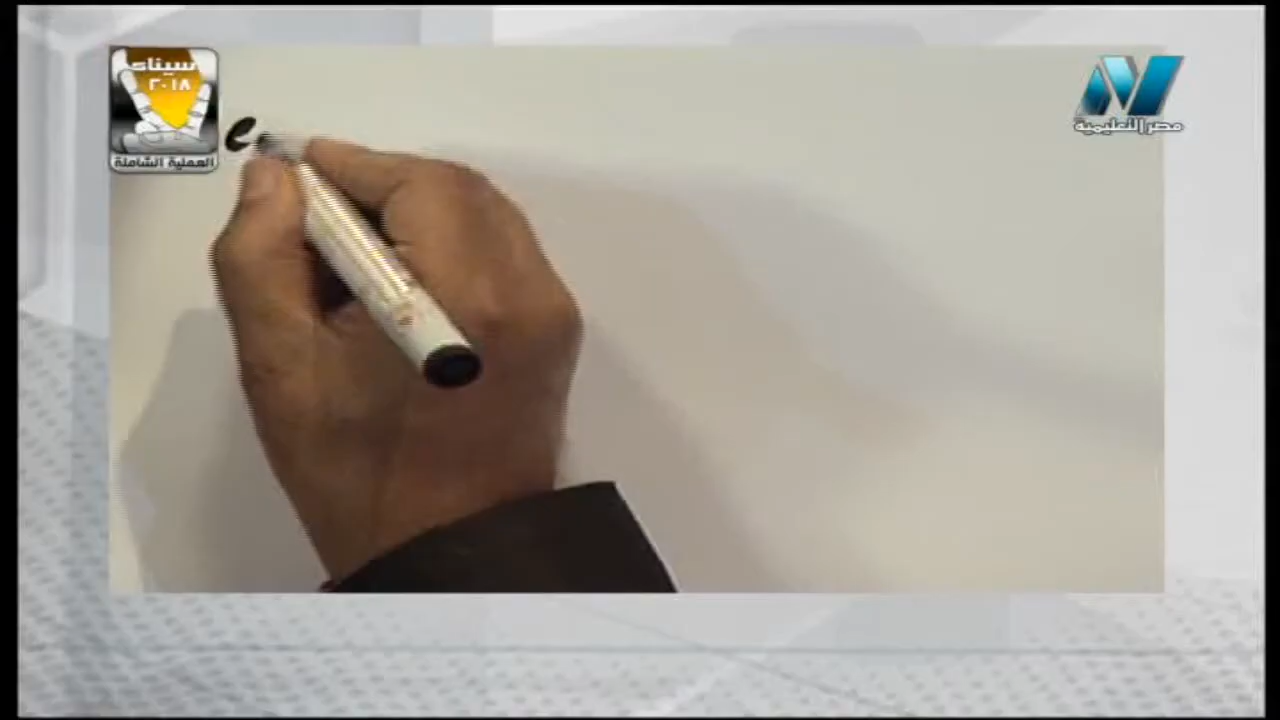 سيناء
٢٠١٨
العملية الشاملة
مصر التعليمية
e